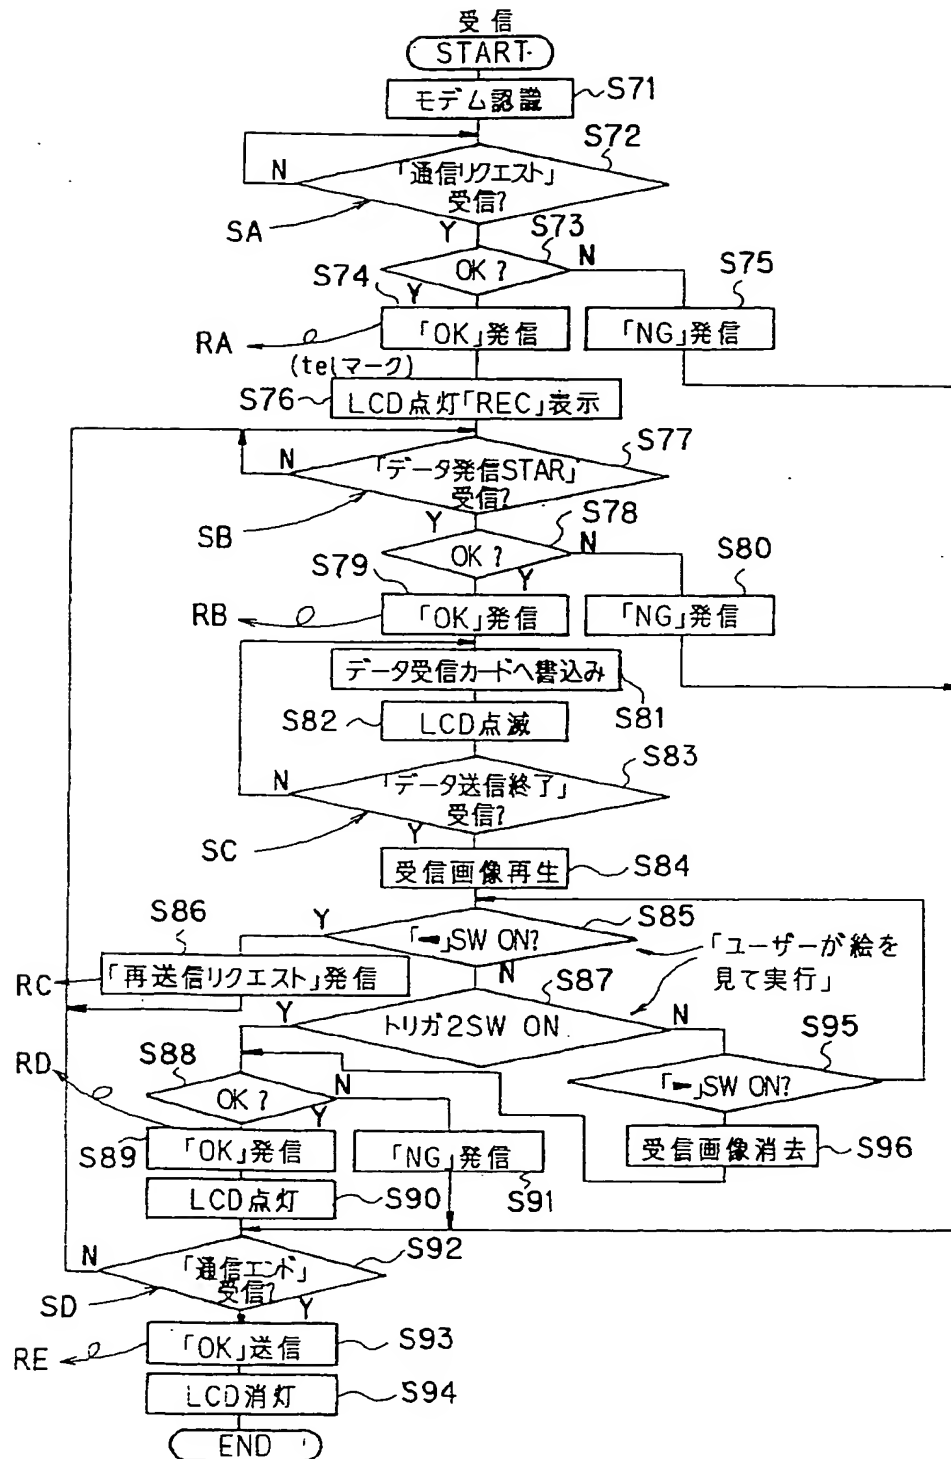 受信
START
モデム認識
S71
S72
「通信リクエスト」
受信?
N
SA
Y
S73
OK?
N
S74
Y
S75
「OK」発信
「NG」発信
RA
(telマーク)
S76
LCD点灯「REC」表示
S77
N
「データ発信STAR」
受信?
SB
Y
S78
OK?
N
S79
Y
S80
「OK」発信
「NG」発信
RB
データ受信カードへ書込み
S81
S82
LCD点滅
S83
N
「データ送信終了」
受信?
SC
Y
受信画像再生
S84
S86
Y
S85
SW ON?
「ユーザーが絵を
見て実行」
N
S87
RC
「再送信リクエスト」発信
Y
トリガ2SW ON
N
S95
RD
S88
OK?
N
SW ON?
Y
S89
「OK」発信
「NG」発信
S91
受信画像消去
S96
LCD点灯
S90
S92
N
「通信エンド」
受信?
SD
Y
「OK」送信
S93
RE
LCD消灯
S94
END